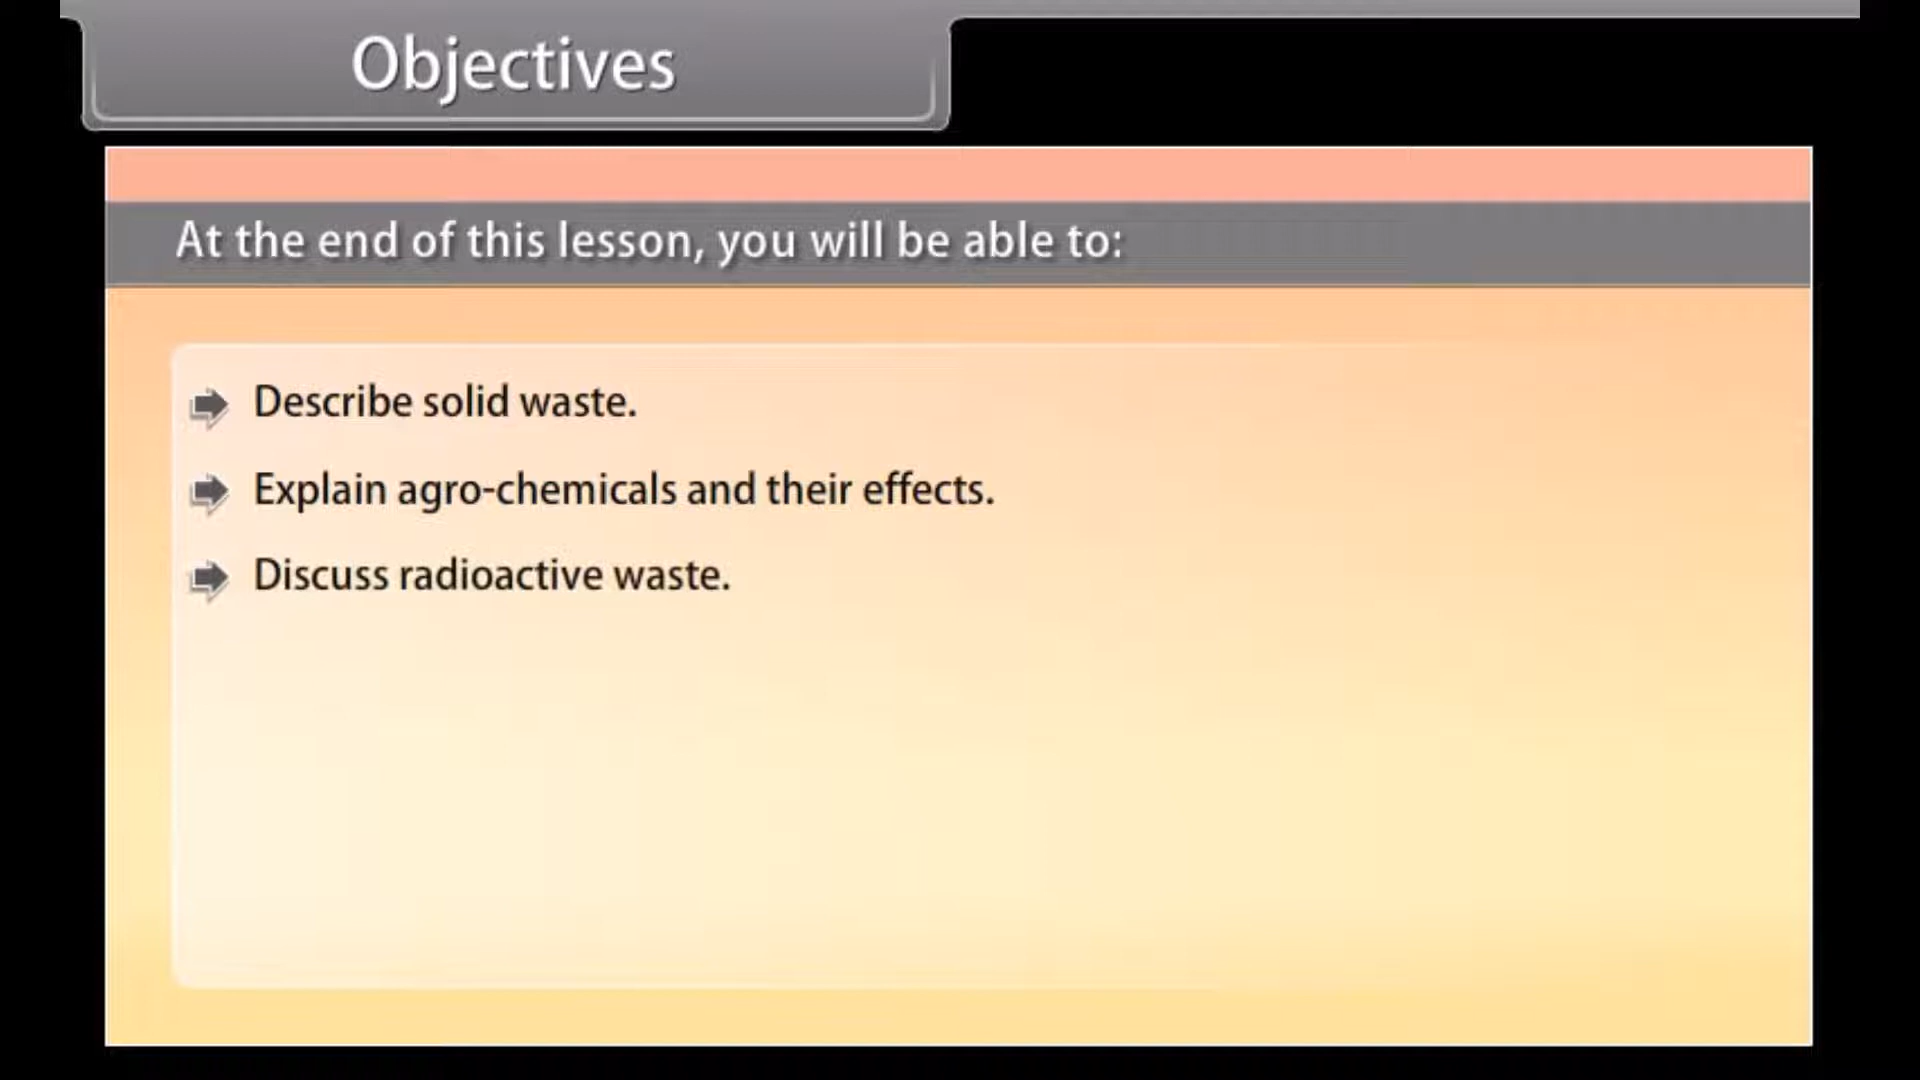 Objectives
At the end of this lesson, you will be able to:
Describe solid waste.
Explain agro-chemicals and their effects.
Discuss radioactive waste.